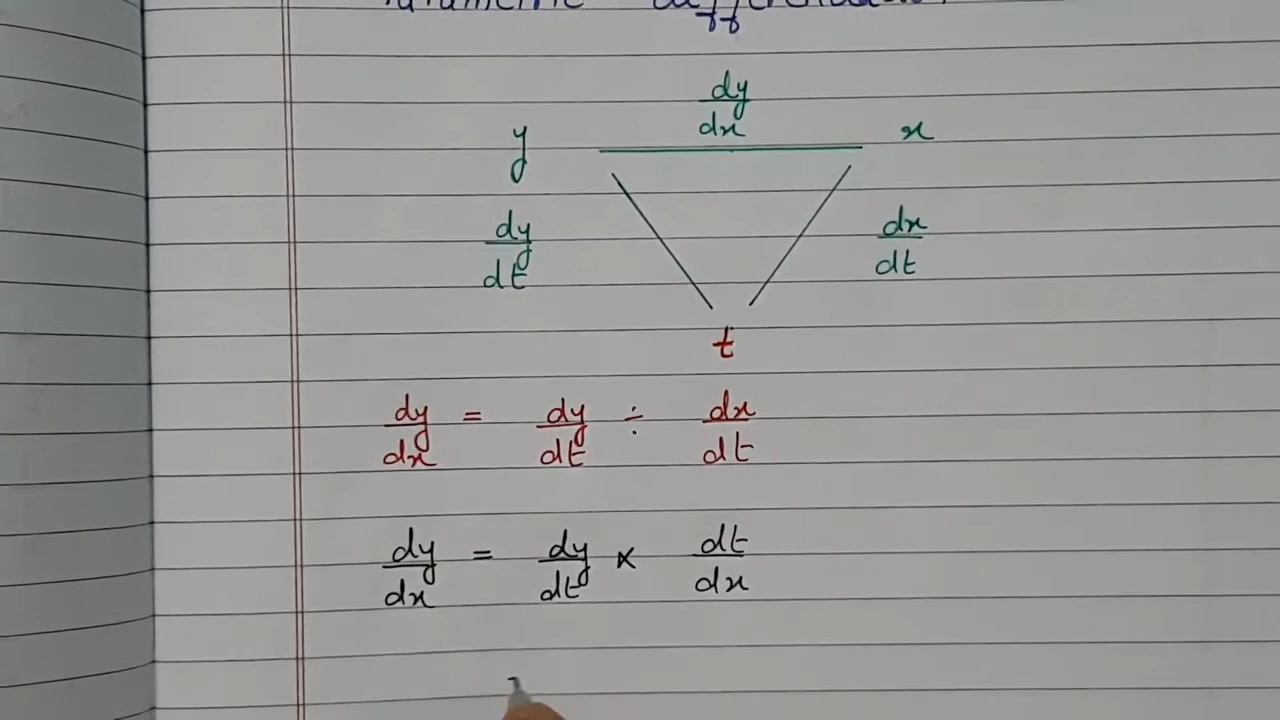 dy/dx
y x
dy/dt dx/dt
t
dy/dx = dy/dt ÷ dx/dt
dy/dx = dy/dt × dt/dx